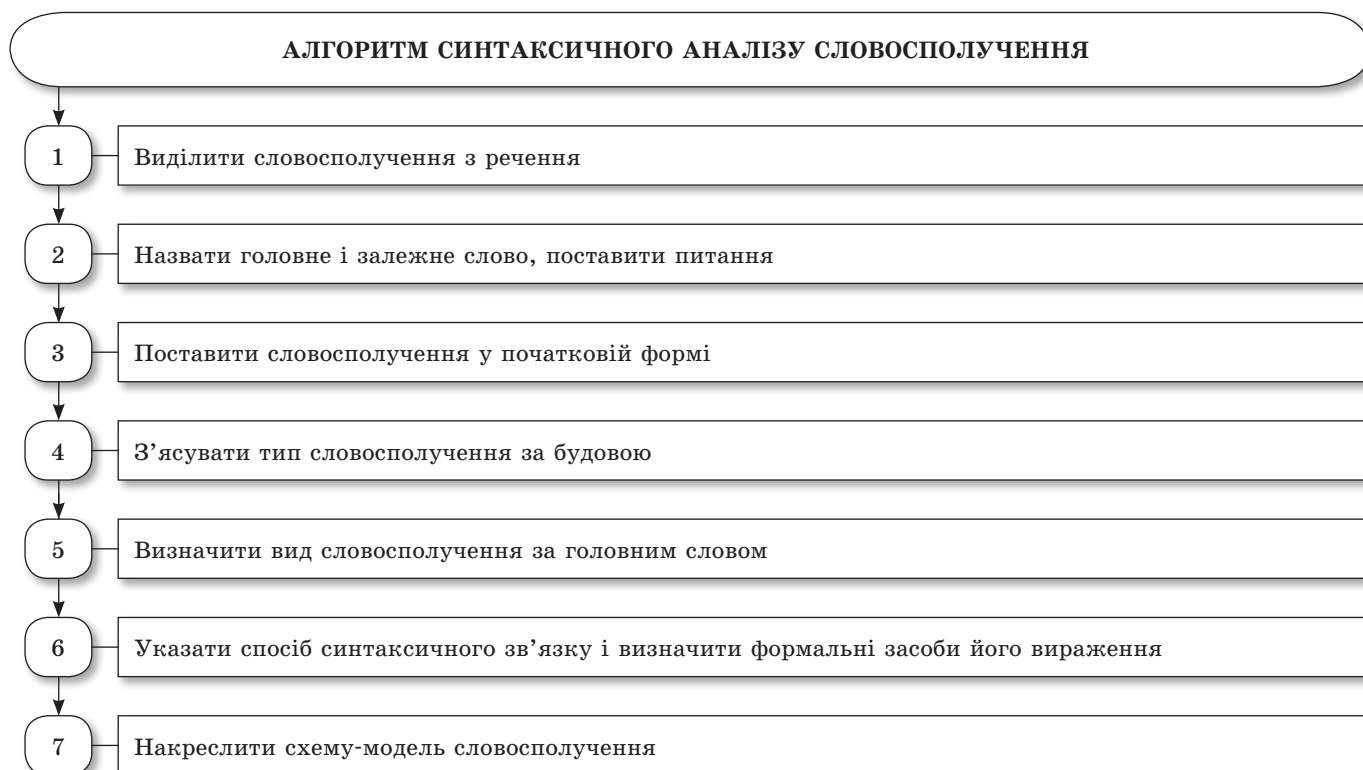 АЛГОРИТМ СИНТАКСИЧНОГО АНАЛІЗУ СЛОВОСПОЛУЧЕННЯ
1 Виділити словосполучення з речення
2 Назвати головне і залежне слово, поставити питання
3 Поставити словосполучення у початковій формі
4 З’ясувати тип словосполучення за будовою
5 Визначити вид словосполучення за головним словом
6 Указати спосіб синтаксичного зв’язку і визначити формальні засоби його вираження
7 Накреслити схему-модель словосполучення